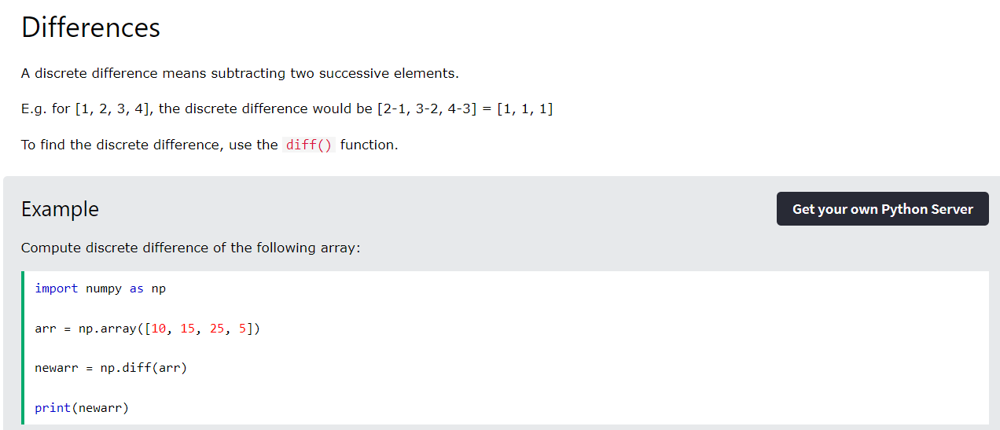 Differences
A discrete difference means subtracting two successive elements.
E.g. for [1, 2, 3, 4], the discrete difference would be [2-1, 3-2, 4-3] = [1, 1, 1]
To find the discrete difference, use the diff() function.
Example
Get your own Python Server
Compute discrete difference of the following array:
import numpy as np
arr = np.array([10, 15, 25, 5])
newarr = np.diff(arr)
print(newarr)